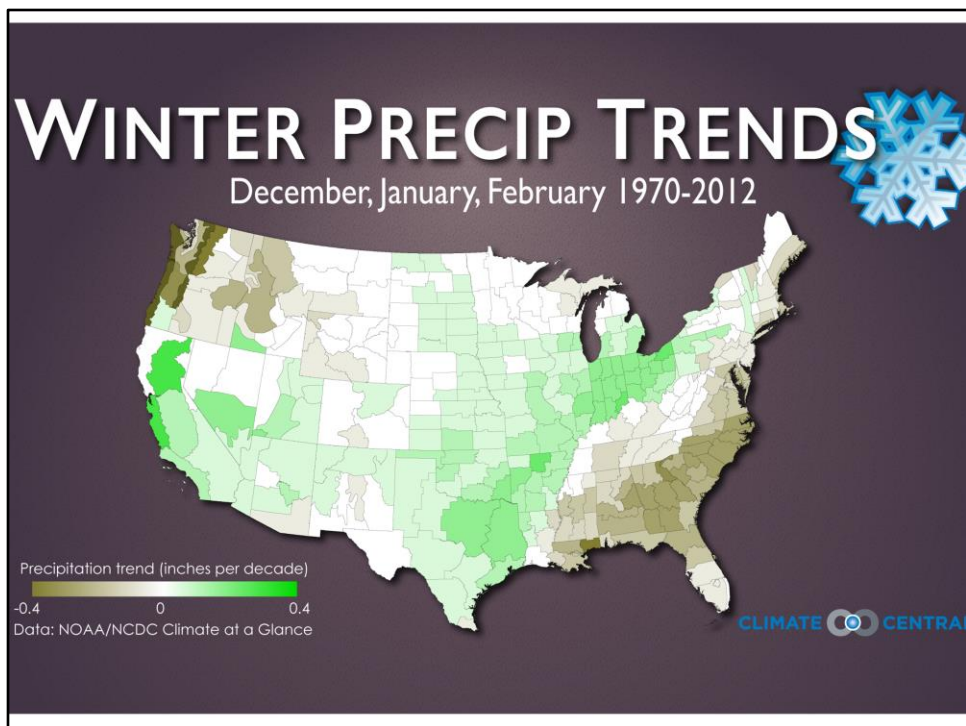 WINTER PRECIP TRENDS
December, January, February 1970-2012
Precipitation trend (inches per decade)
-0.4 0 0.4
Data: NOAA/NCDC Climate at a Glance
CLIMATE CENTRAL